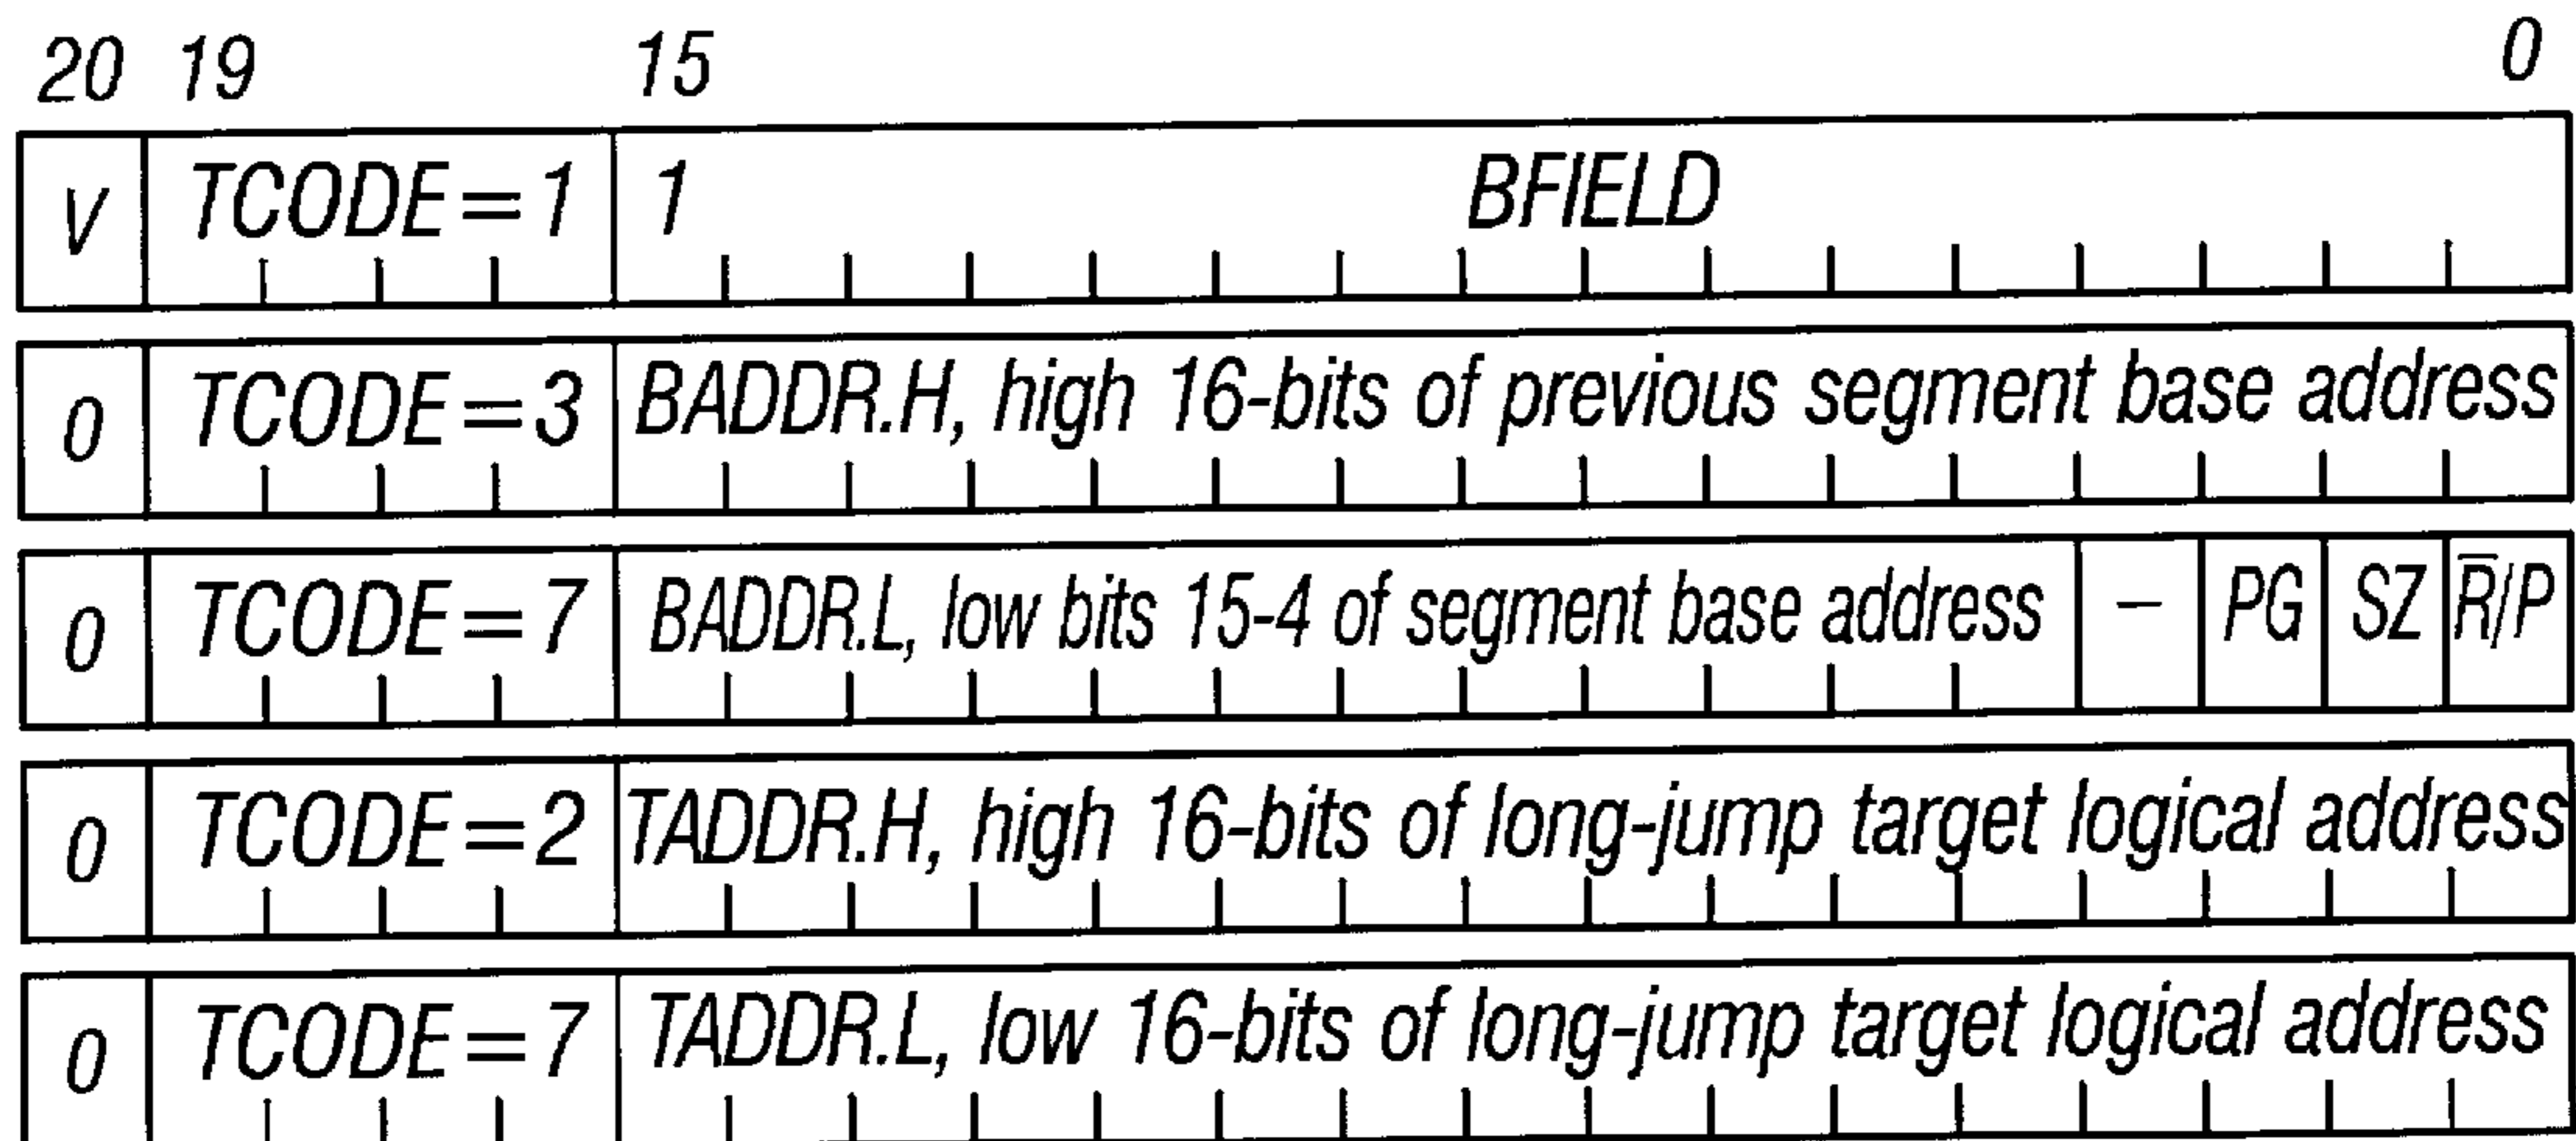 20 19 15 0
V TCODE=1 1 BFIELD
0 TCODE=3 BADDR.H, high 16-bits of previous segment base address
0 TCODE=7 BADDR.L, low bits 15-4 of segment base address – PG SZ R̅/P
0 TCODE=2 TADDR.H, high 16-bits of long-jump target logical address
0 TCODE=7 TADDR.L, low 16-bits of long-jump target logical address